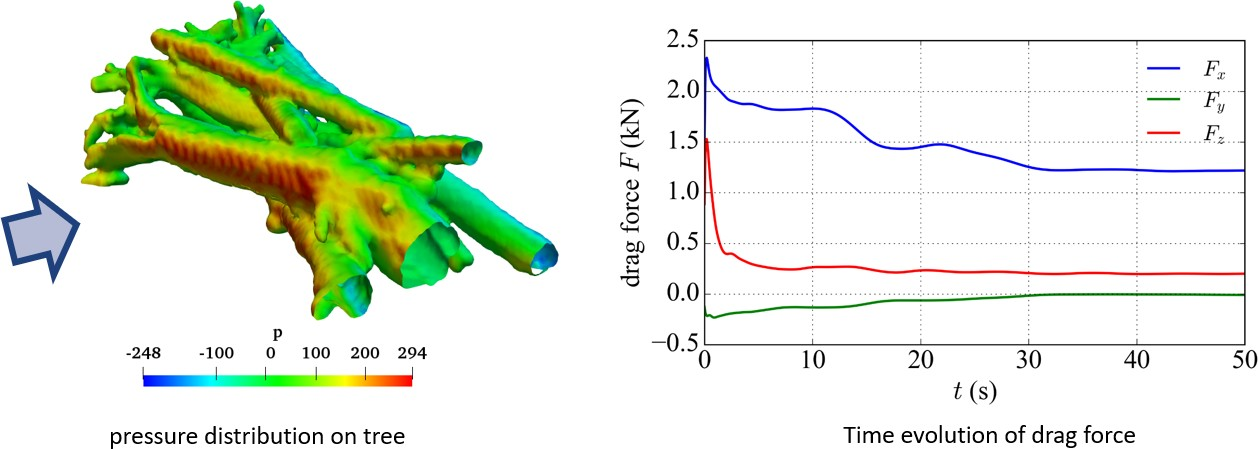 p
-248 -100 0 100 200 294
pressure distribution on tree
2.5
2.0
1.5
1.0
0.5
0.0
−0.5
drag force F (kN)
Fx
Fy
Fz
0 10 20 30 40 50
t (s)
Time evolution of drag force